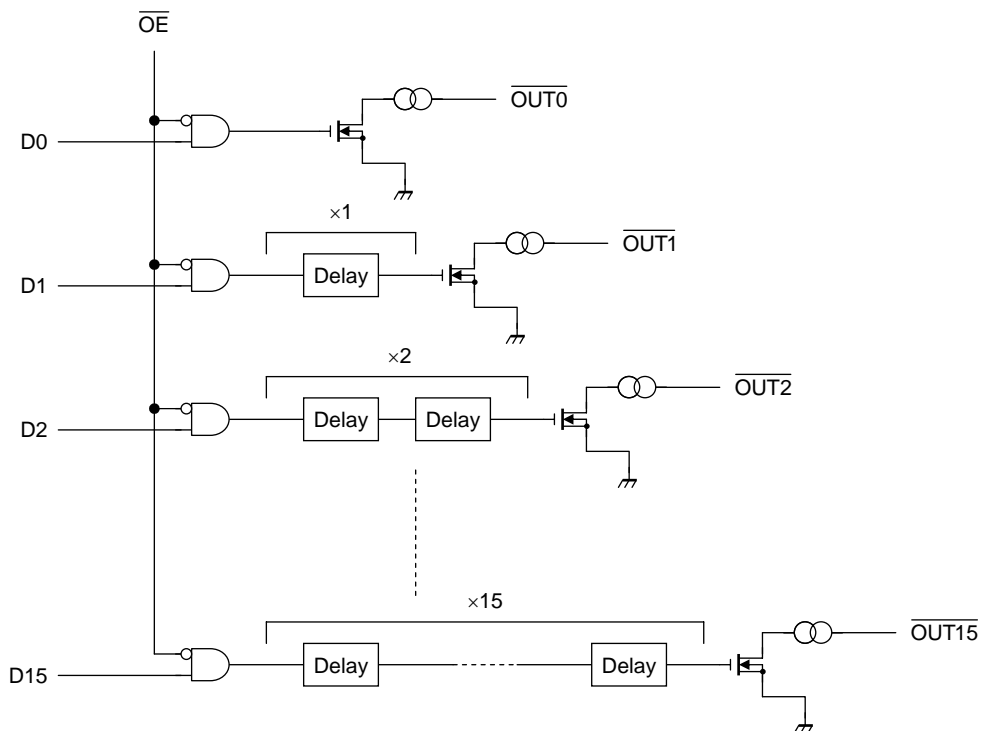 OE
OUT0
D0
×1
OUT1
D1
Delay
×2
OUT2
D2
Delay Delay
×15
OUT15
D15
Delay Delay